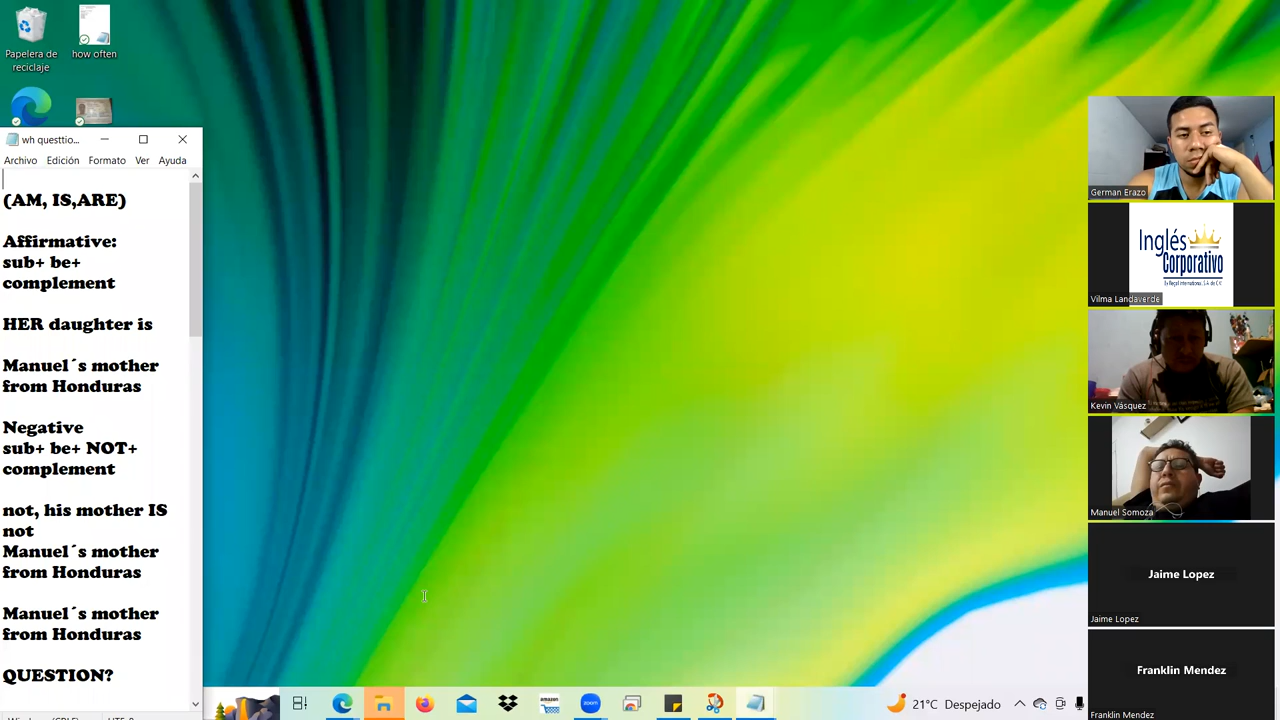 Papelera de
reciclaje
how often
wh questtio...
Archivo Edición Formato Ver Ayuda
(AM, IS,ARE)
Affirmative:
sub+ be+
complement
HER daughter is
Manuel´s mother
from Honduras
Negative
sub+ be+ NOT+
complement
not, his mother IS
not
Manuel´s mother
from Honduras
Manuel´s mother
from Honduras
QUESTION?
German Erazo
Inglés
Corporativo
Vilma Landaverde
Kevin Vásquez
Manuel Somoza
Jaime Lopez
Jaime Lopez
Franklin Mendez
Franklin Mendez
amazon
zoom
21°C Despejado